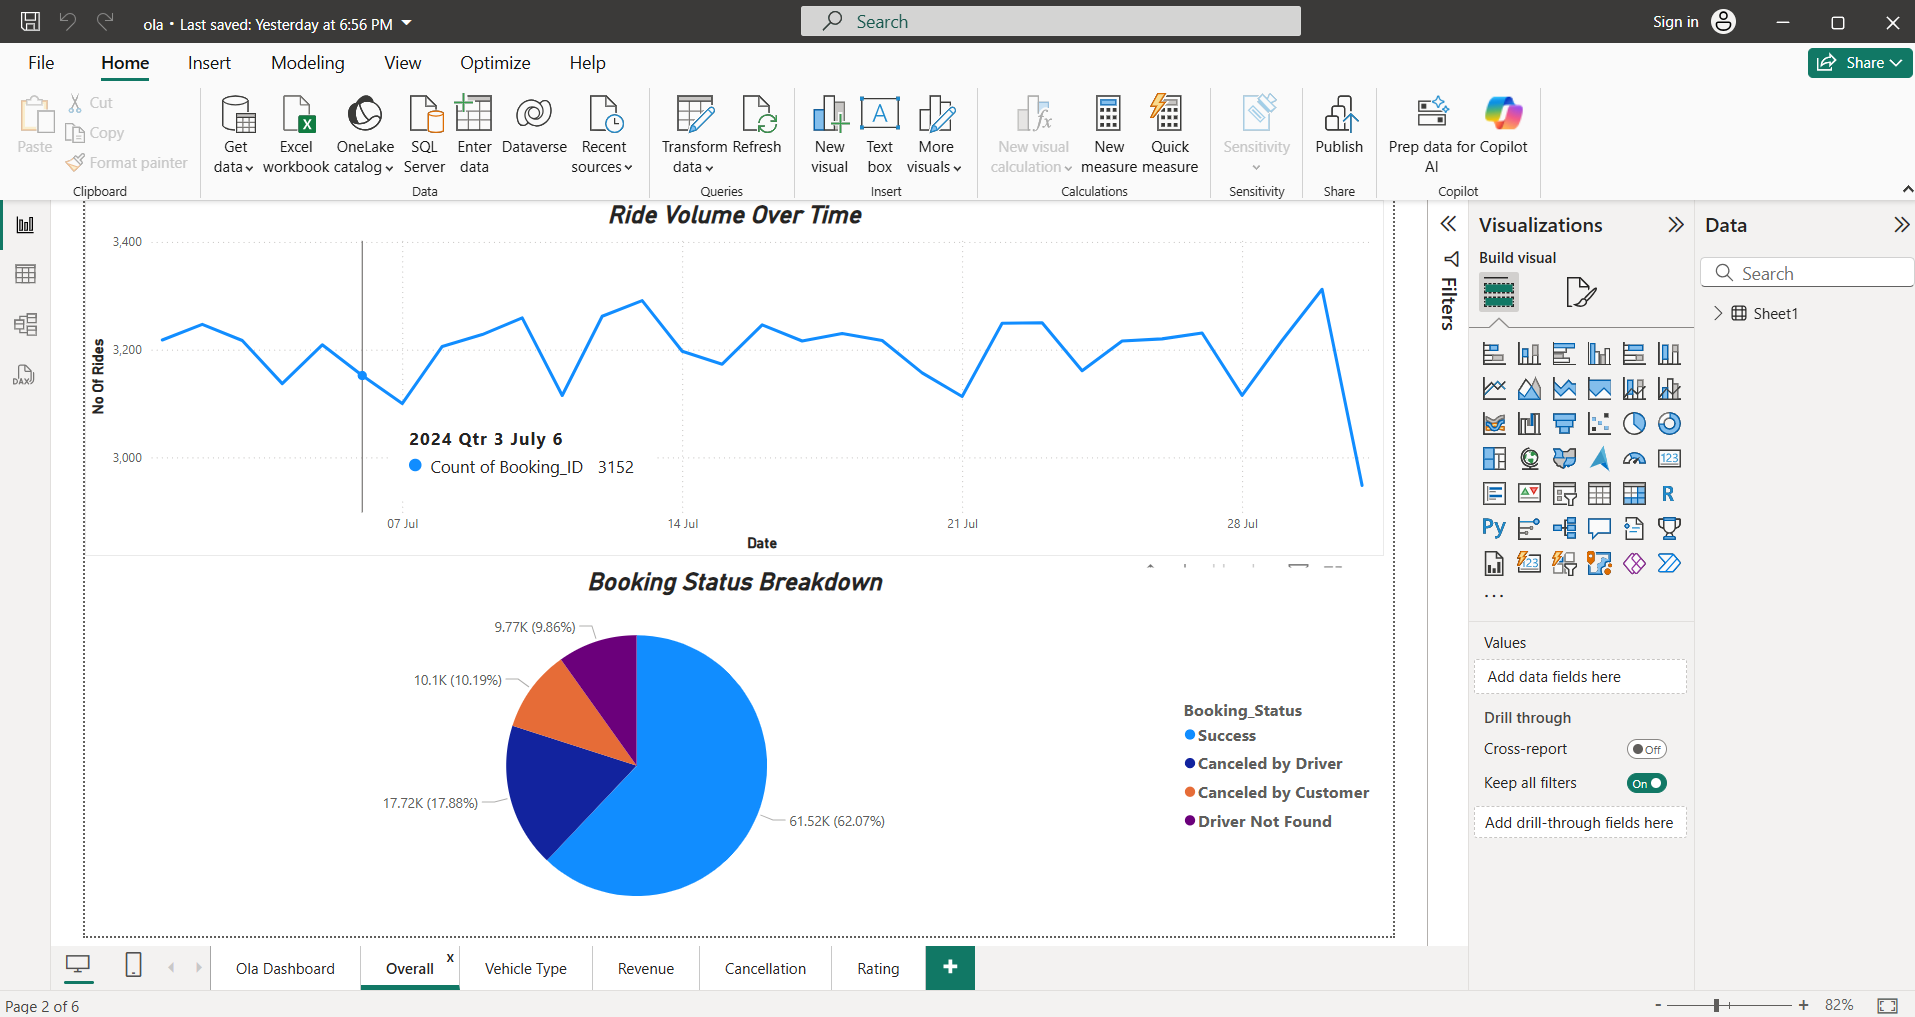 ola • Last saved: Yesterday at 6:56 PM
Search
Sign in
File
Home
Insert
Modeling
View
Optimize
Help
Share
Paste
Cut
Copy
Format painter
Clipboard
Get
data
Excel
workbook
OneLake
catalog
SQL
Server
Enter
data
Dataverse
Recent
sources
Data
Transform
data
Refresh
Queries
New
visual
Text
box
More
visuals
Insert
New visual
calculation
New
measure
Quick
measure
Calculations
Sensitivity
Sensitivity
Publish
Share
Prep data for
AI
Copilot
Copilot
DAX
Ride Volume Over Time
3,400
3,200
3,000
No Of Rides
2024 Qtr 3 July 6
Count of Booking_ID 3152
07 Jul
14 Jul
21 Jul
28 Jul
Date
Booking Status Breakdown
9.77K (9.86%)
10.1K (10.19%)
17.72K (17.88%)
61.52K (62.07%)
Booking_Status
Success
Canceled by Driver
Canceled by Customer
Driver Not Found
Filters
Visualizations
Build visual
123
R
Py
123
...
Values
Add data fields here
Drill through
Cross-report
Off
Keep all filters
On
Add drill-through fields here
Data
Search
Sheet1
Ola Dashboard
Overall
x
Vehicle Type
Revenue
Cancellation
Rating
+
Page 2 of 6
- + 82%